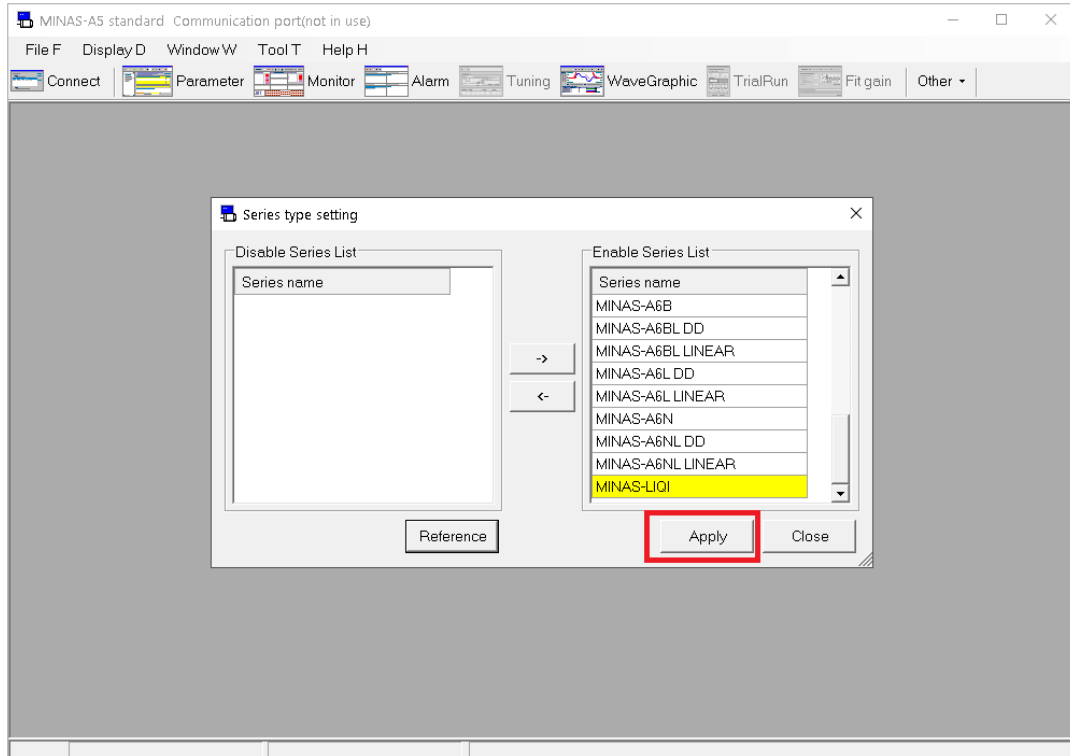 MINAS-A5 standard Communication port(not in use)
File F Display D Window W Tool T Help H
Connect Parameter Monitor Alarm Tuning WaveGraphic TrialRun Fit gain Other
Series type setting
Disable Series List
Series name
->
<-
Reference
Enable Series List
Series name
MINAS-A6B
MINAS-A6BL DD
MINAS-A6BL LINEAR
MINAS-A6L DD
MINAS-A6L LINEAR
MINAS-A6N
MINAS-A6NL DD
MINAS-A6NL LINEAR
MINAS-LIQI
Apply Close